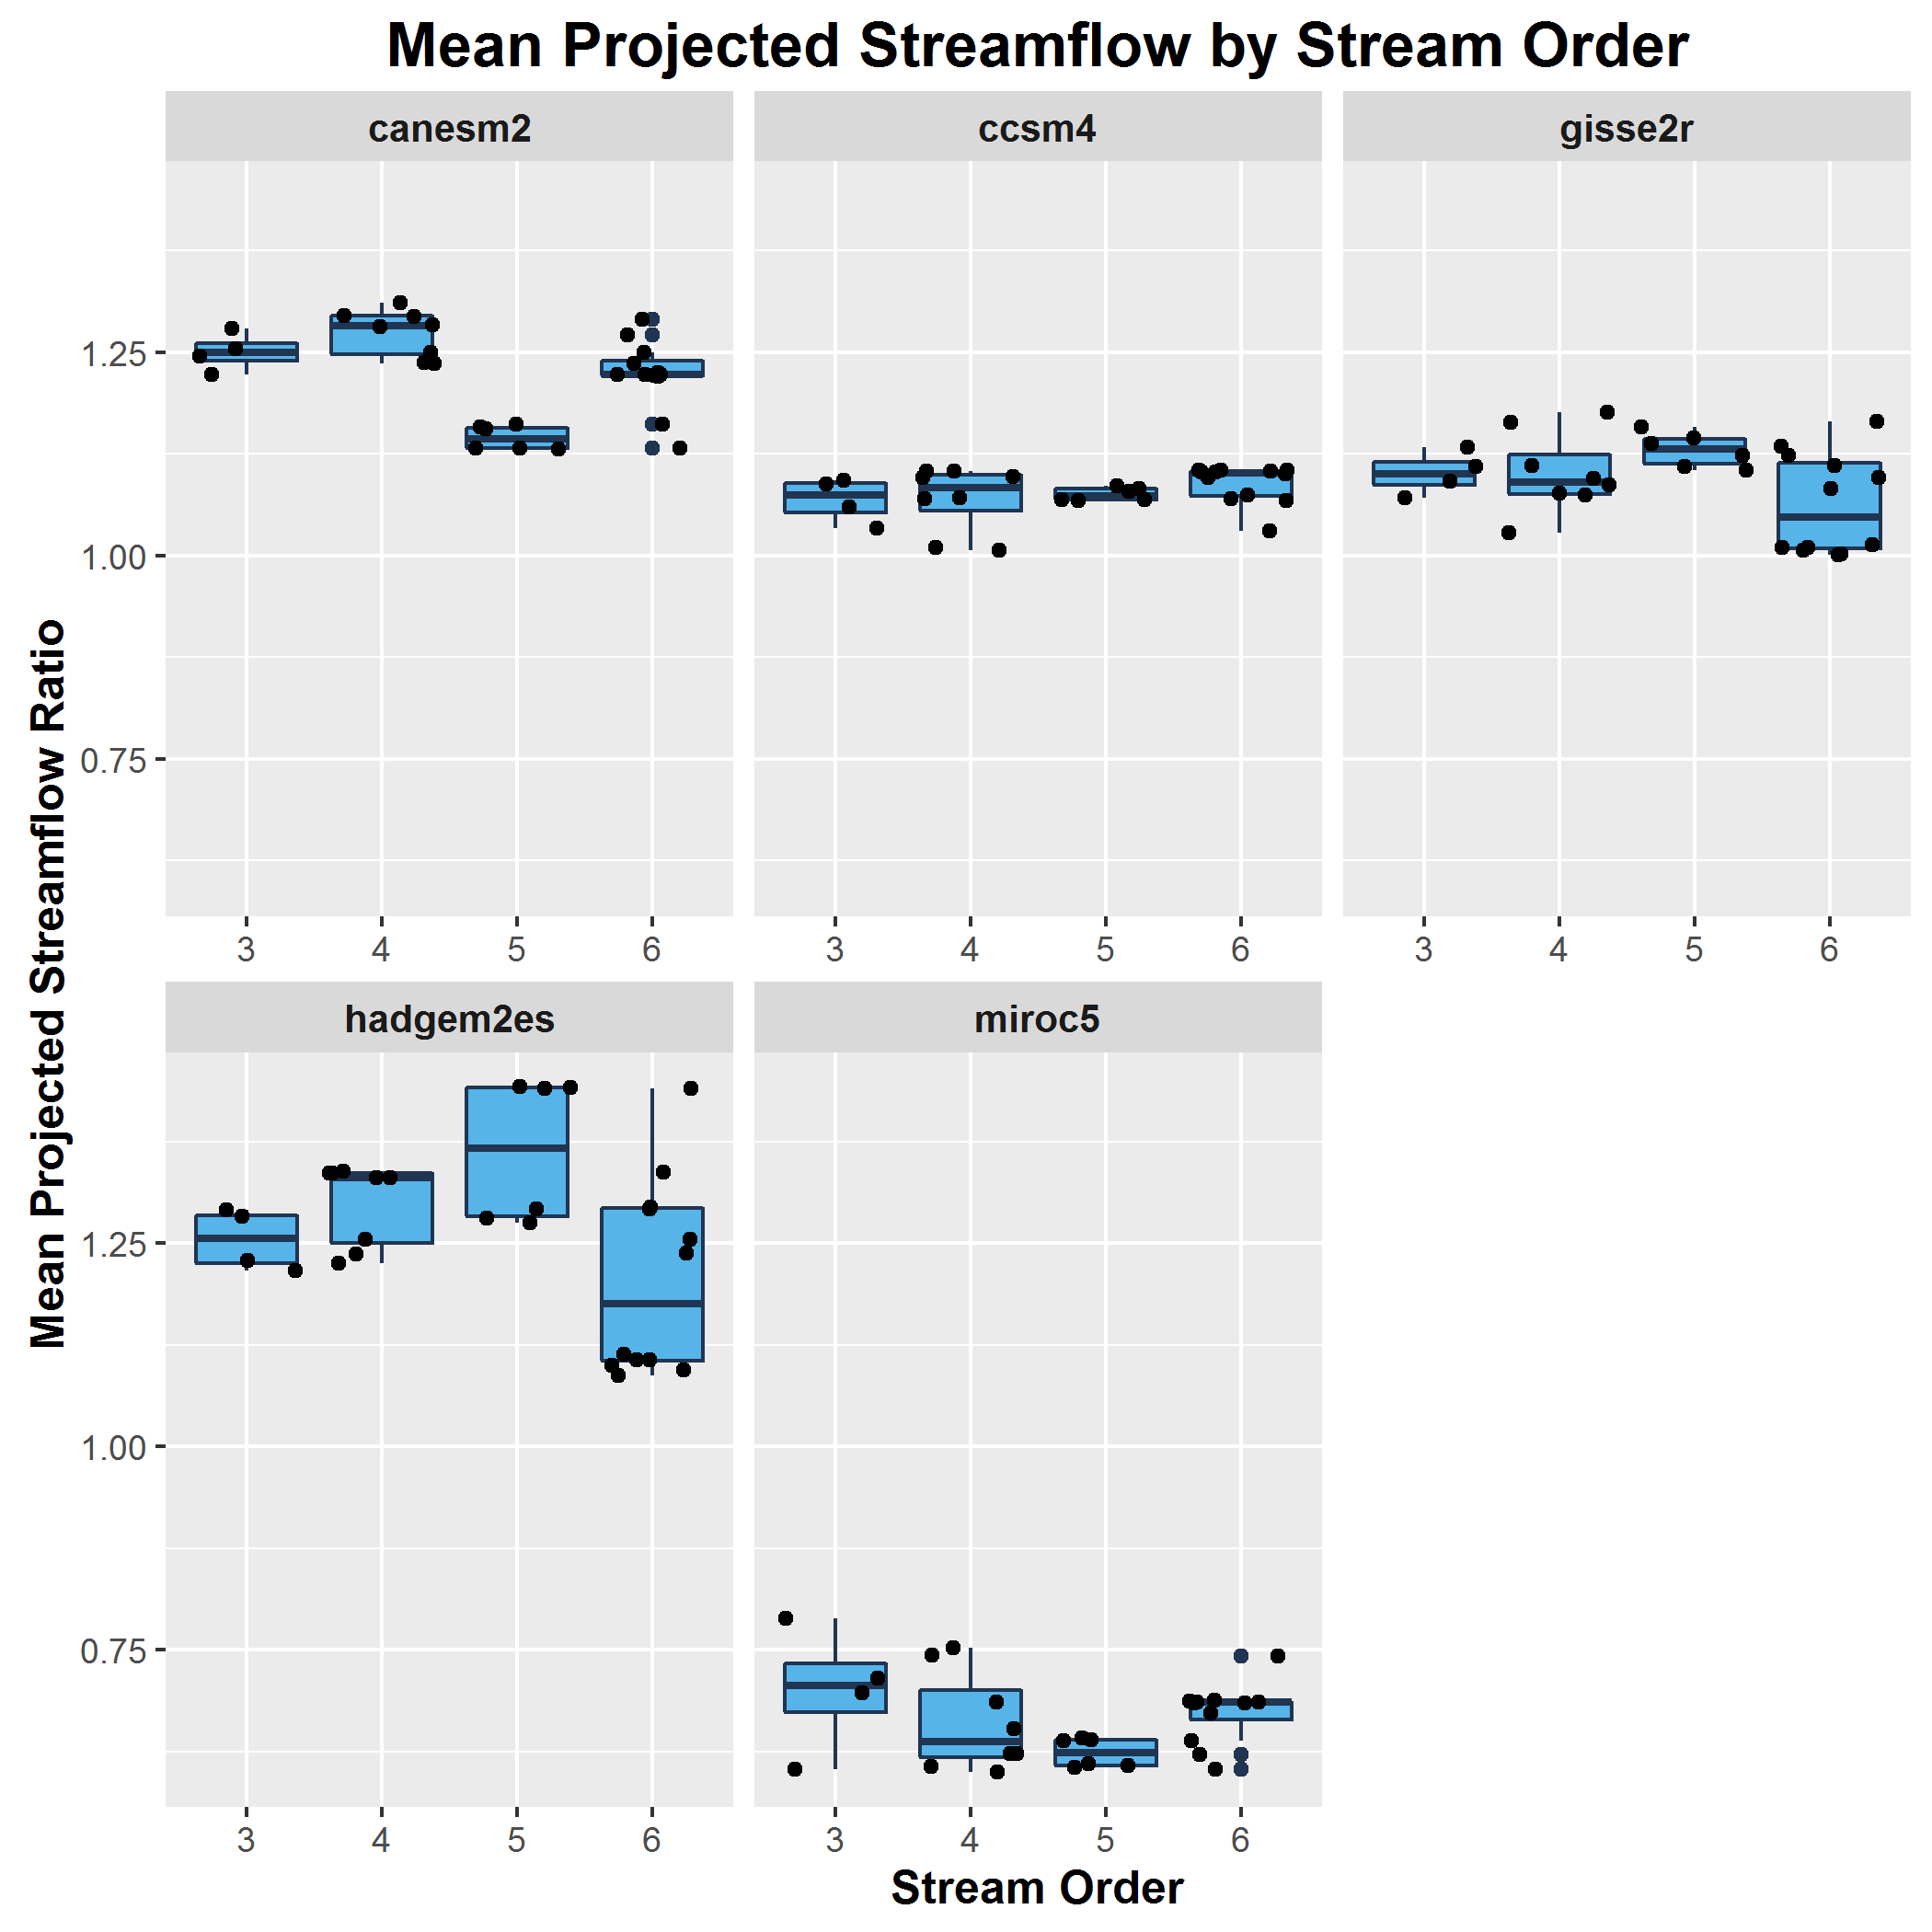 Mean Projected Streamflow by Stream Order
canesm2 ccsm4 gisse2r
1.25
1.00
0.75
3 4 5 6 3 4 5 6 3 4 5 6
Mean Projected Streamflow Ratio
hadgem2es miroc5
1.25
1.00
0.75
3 4 5 6 3 4 5 6
Stream Order